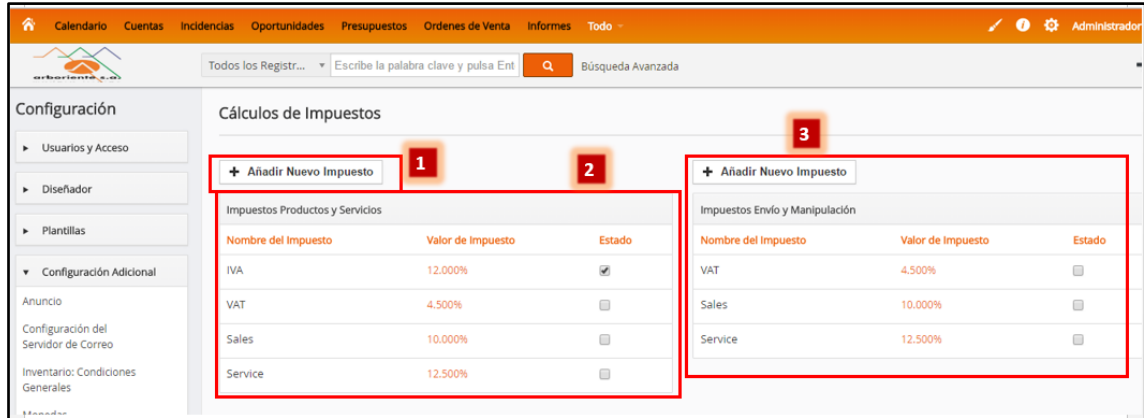 Calendario Cuentas Incidencias Oportunidades Presupuestos Ordenes de Venta Informes Todo Administrador
arboriente s.a.
Todos los Registr... Escribe la palabra clave y pulsa Ent Búsqueda Avanzada
Configuración
Usuarios y Acceso
Diseñador
Plantillas
Configuración Adicional
Anuncio
Configuración del
Servidor de Correo
Inventario: Condiciones
Generales
Monedas
Cálculos de Impuestos
+ Añadir Nuevo Impuesto
1
2
Impuestos Productos y Servicios
Nombre del Impuesto Valor de Impuesto Estado
IVA 12.000%
VAT 4.500%
Sales 10.000%
Service 12.500%
3
+ Añadir Nuevo Impuesto
Impuestos Envío y Manipulación
Nombre del Impuesto Valor de Impuesto Estado
VAT 4.500%
Sales 10.000%
Service 12.500%